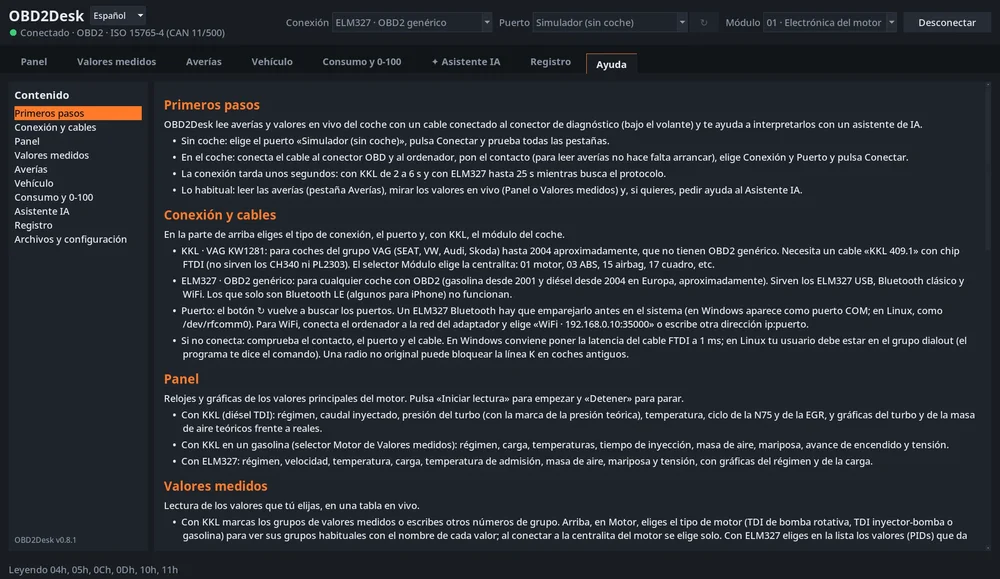 OBD2Desk Español
Conectado · OBD2 · ISO 15765-4 (CAN 11/500)
Conexión ELM327 · OBD2 genérico Puerto Simulador (sin coche) ↻ Módulo 01 · Electrónica del motor Desconectar
Panel Valores medidos Averías Vehículo Consumo y 0-100 ✦ Asistente IA Registro Ayuda
Contenido
Primeros pasos
Conexión y cables
Panel
Valores medidos
Averías
Vehículo
Consumo y 0-100
Asistente IA
Registro
Archivos y configuración
OBD2Desk v0.8.1
Primeros pasos
OBD2Desk lee averías y valores en vivo del coche con un cable conectado al conector de diagnóstico (bajo el volante) y te ayuda a interpretarlos con un asistente de IA.
• Sin coche: elige el puerto «Simulador (sin coche)», pulsa Conectar y prueba todas las pestañas.
• En el coche: conecta el cable al conector OBD y al ordenador, pon el contacto (para leer averías no hace falta arrancar), elige Conexión y Puerto y pulsa Conectar.
• La conexión tarda unos segundos: con KKL de 2 a 6 s y con ELM327 hasta 25 s mientras busca el protocolo.
• Lo habitual: leer las averías (pestaña Averías), mirar los valores en vivo (Panel o Valores medidos) y, si quieres, pedir ayuda al Asistente IA.
Conexión y cables
En la parte de arriba eliges el tipo de conexión, el puerto y, con KKL, el módulo del coche.
• KKL · VAG KW1281: para coches del grupo VAG (SEAT, VW, Audi, Skoda) hasta 2004 aproximadamente, que no tienen OBD2 genérico. Necesita un cable «KKL 409.1» con chip
FTDI (no sirven los CH340 ni PL2303). El selector Módulo elige la centralita: 01 motor, 03 ABS, 15 airbag, 17 cuadro, etc.
• ELM327 · OBD2 genérico: para cualquier coche con OBD2 (gasolina desde 2001 y diésel desde 2004 en Europa, aproximadamente). Sirven los ELM327 USB, Bluetooth clásico y
WiFi. Los que solo son Bluetooth LE (algunos para iPhone) no funcionan.
• Puerto: el botón ↻ vuelve a buscar los puertos. Un ELM327 Bluetooth hay que emparejarlo antes en el sistema (en Windows aparece como puerto COM; en Linux, como
/dev/rfcomm0). Para WiFi, conecta el ordenador a la red del adaptador y elige «WiFi · 192.168.0.10:35000» o escribe otra dirección ip:puerto.
• Si no conecta: comprueba el contacto, el puerto y el cable. En Windows conviene poner la latencia del cable FTDI a 1 ms; en Linux tu usuario debe estar en el grupo dialout (el
programa te dice el comando). Una radio no original puede bloquear la línea K en coches antiguos.
Panel
Relojes y gráficas de los valores principales del motor. Pulsa «Iniciar lectura» para empezar y «Detener» para parar.
• Con KKL (diésel TDI): régimen, caudal inyectado, presión del turbo (con la marca de la presión teórica), temperatura, ciclo de la N75 y de la EGR, y gráficas del turbo y de la masa
de aire teóricos frente a reales.
• Con KKL en un gasolina (selector Motor de Valores medidos): régimen, carga, temperaturas, tiempo de inyección, masa de aire, mariposa, avance de encendido y tensión.
• Con ELM327: régimen, velocidad, temperatura, carga, temperatura de admisión, masa de aire, mariposa y tensión, con gráficas del régimen y de la carga.
Valores medidos
Lectura de los valores que tú elijas, en una tabla en vivo.
• Con KKL marcas los grupos de valores medidos o escribes otros números de grupo. Arriba, en Motor, eliges el tipo de motor (TDI de bomba rotativa, TDI inyector-bomba o
gasolina) para ver sus grupos habituales con el nombre de cada valor; al conectar a la centralita del motor se elige solo. Con ELM327 eliges en la lista los valores (PIDs) que da
Leyendo 04h, 05h, 0Ch, 0Dh, 10h, 11h